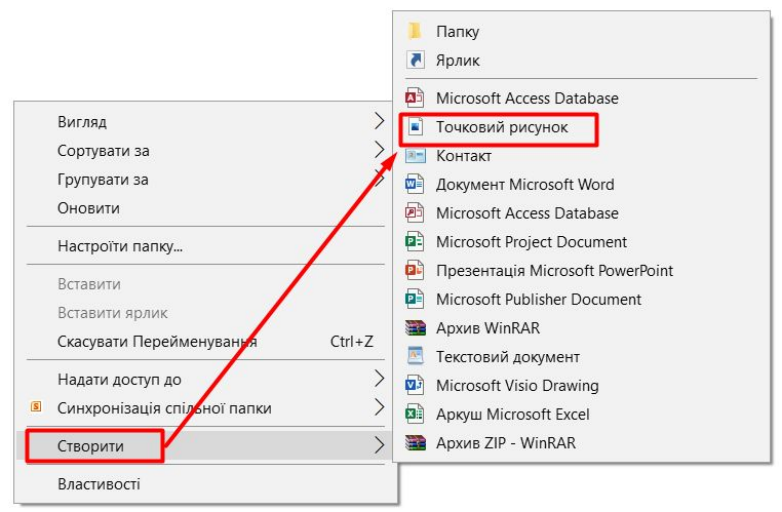 Вигляд
Сортувати за
Групувати за
Оновити
Настроїти папку...
Вставити
Вставити ярлик
Скасувати Перейменування Ctrl+Z
Надати доступ до
Синхронізація спільної папки
Створити
Властивості
Папку
Ярлик
Microsoft Access Database
Точковий рисунок
Контакт
Документ Microsoft Word
Microsoft Access Database
Microsoft Project Document
Презентація Microsoft PowerPoint
Microsoft Publisher Document
Архив WinRAR
Текстовий документ
Microsoft Visio Drawing
Аркуш Microsoft Excel
Архив ZIP - WinRAR